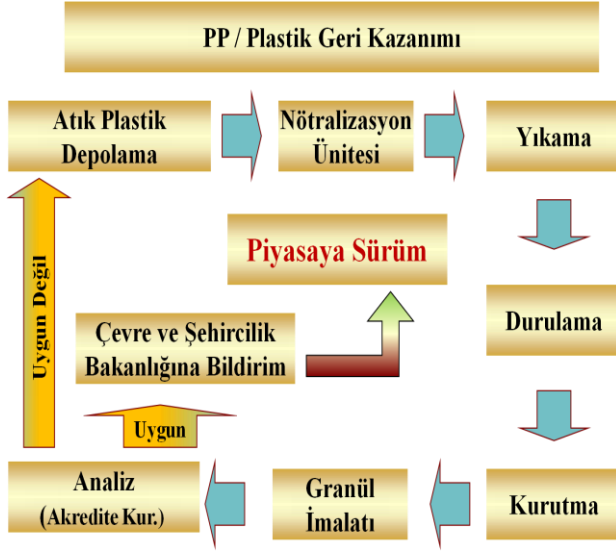 PP / Plastik Geri Kazanımı
Atık Plastik
Depolama
Nötralizasyon
Ünitesi
Yıkama
Piyasaya Sürüm
Uygun Değil
Çevre ve Şehircilik
Bakanlığına Bildirim
Durulama
Uygun
Analiz
(Akredite Kur.)
Granül
İmalatı
Kurutma